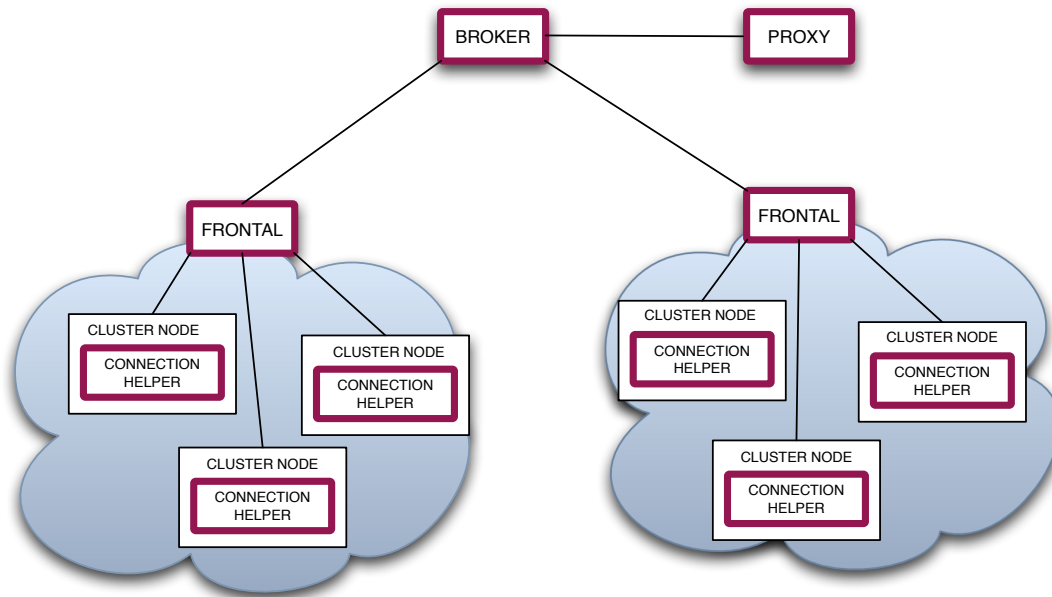 BROKER
PROXY
FRONTAL
FRONTAL
CLUSTER NODE
CONNECTION
HELPER
CLUSTER NODE
CONNECTION
HELPER
CLUSTER NODE
CONNECTION
HELPER
CLUSTER NODE
CONNECTION
HELPER
CLUSTER NODE
CONNECTION
HELPER
CLUSTER NODE
CONNECTION
HELPER